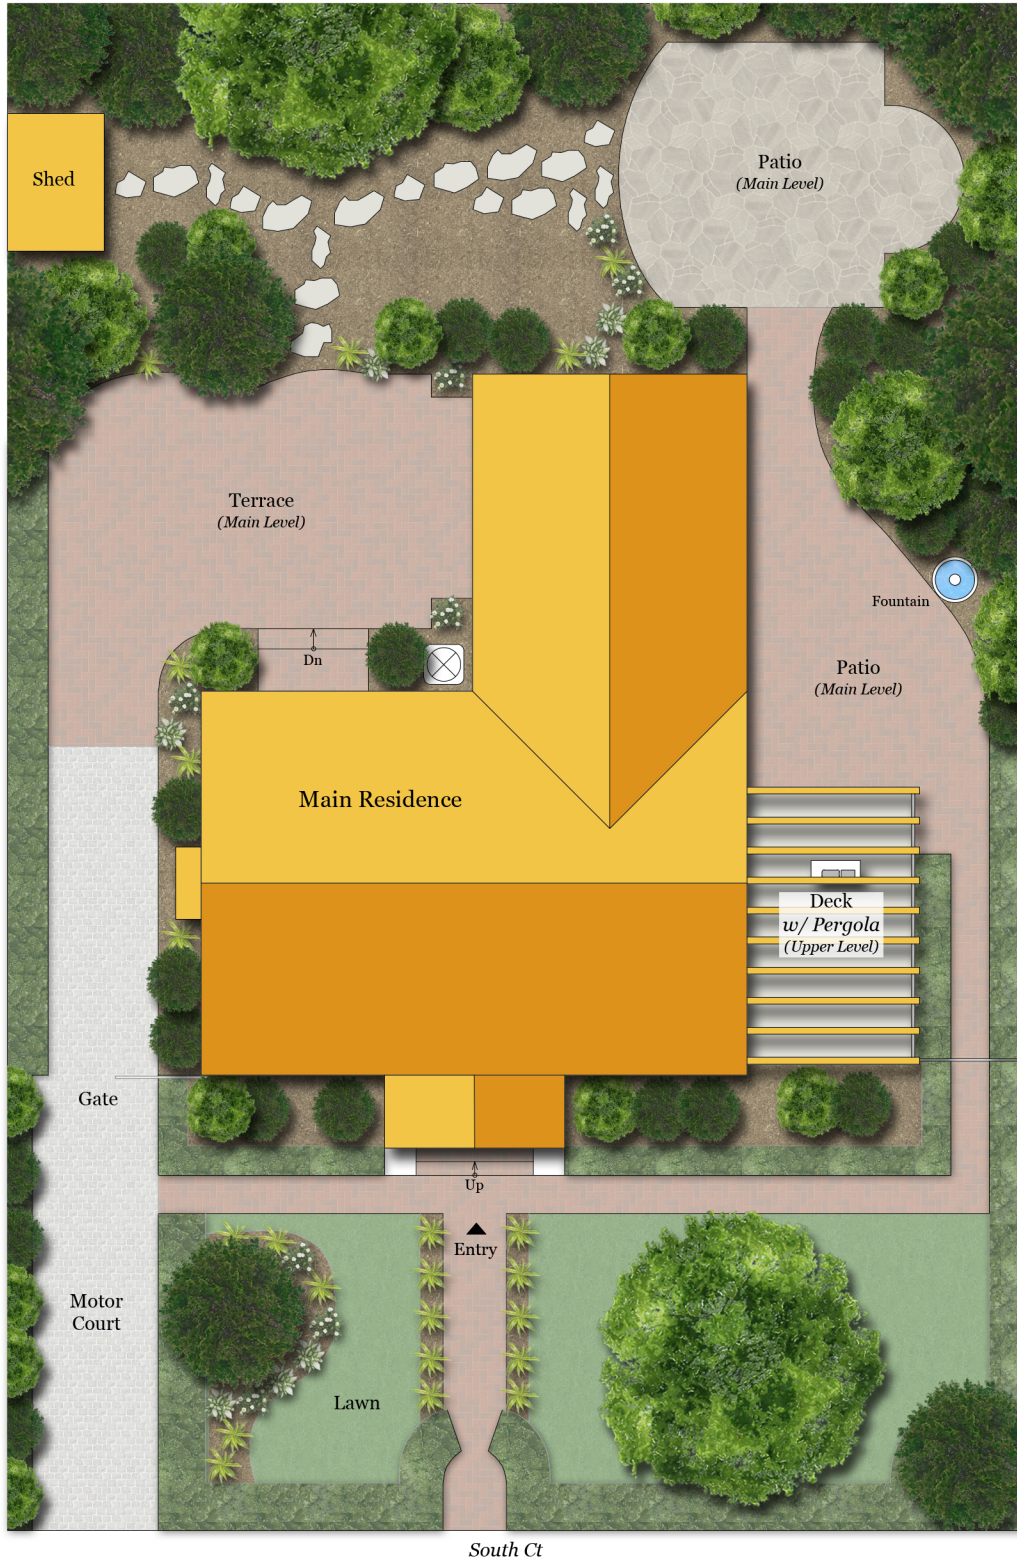 Shed
Patio
(Main Level)
Terrace
(Main Level)
Fountain
Dn
Patio
(Main Level)
Main Residence
Deck
w/ Pergola
(Upper Level)
Gate
Up
Entry
Motor
Court
Lawn
South Ct